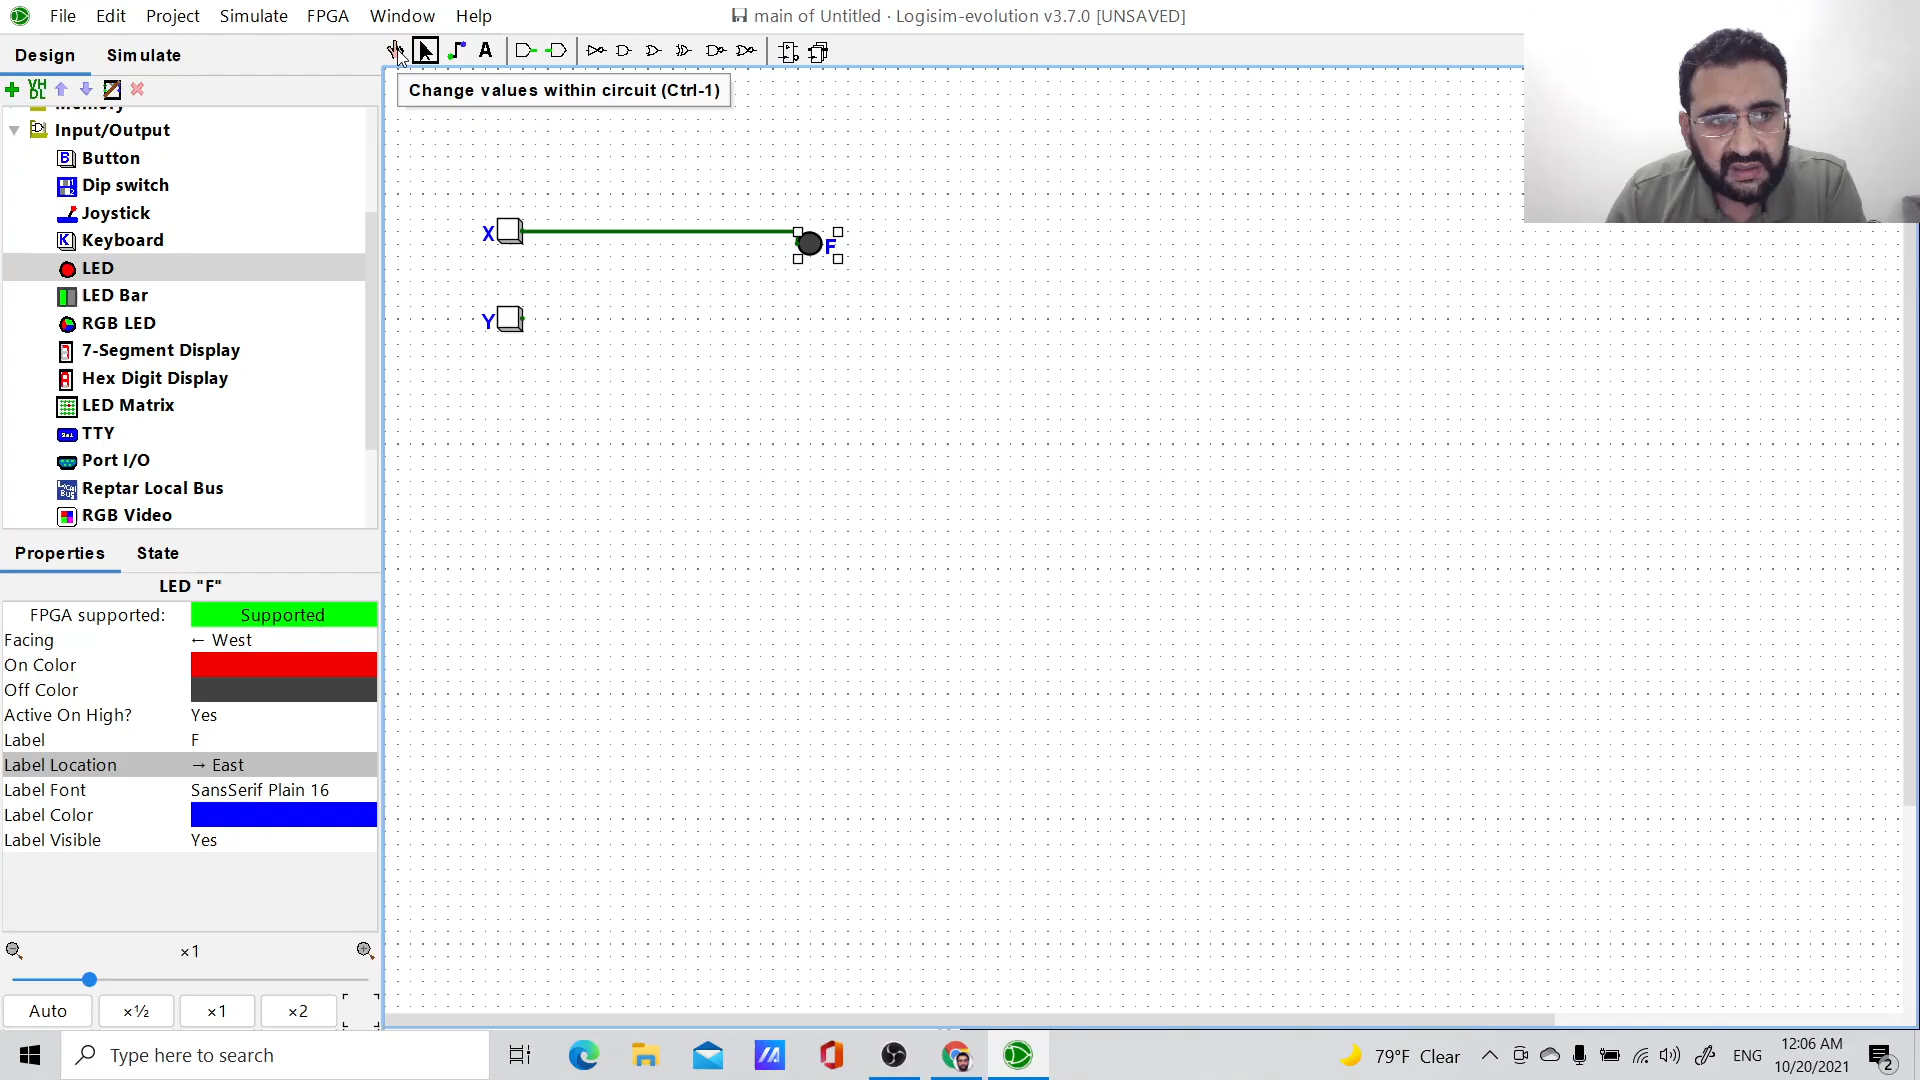 File Edit Project Simulate FPGA Window Help
main of Untitled · Logisim-evolution v3.7.0 [UNSAVED]
Design Simulate
A
VH
DL
Change values within circuit (Ctrl-1)
Memory
Input/Output
Button
Dip switch
Joystick
Keyboard
LED
LED Bar
RGB LED
7-Segment Display
Hex Digit Display
LED Matrix
TTY
Port I/O
Reptar Local Bus
RGB Video
X
F
Y
Properties State
LED "F"
FPGA supported: Supported
Facing ← West
On Color
Off Color
Active On High? Yes
Label F
Label Location → East
Label Font SansSerif Plain 16
Label Color
Label Visible Yes
×1
Auto ×½ ×1 ×2
Type here to search
79°F Clear
ENG
12:06 AM
10/20/2021
2